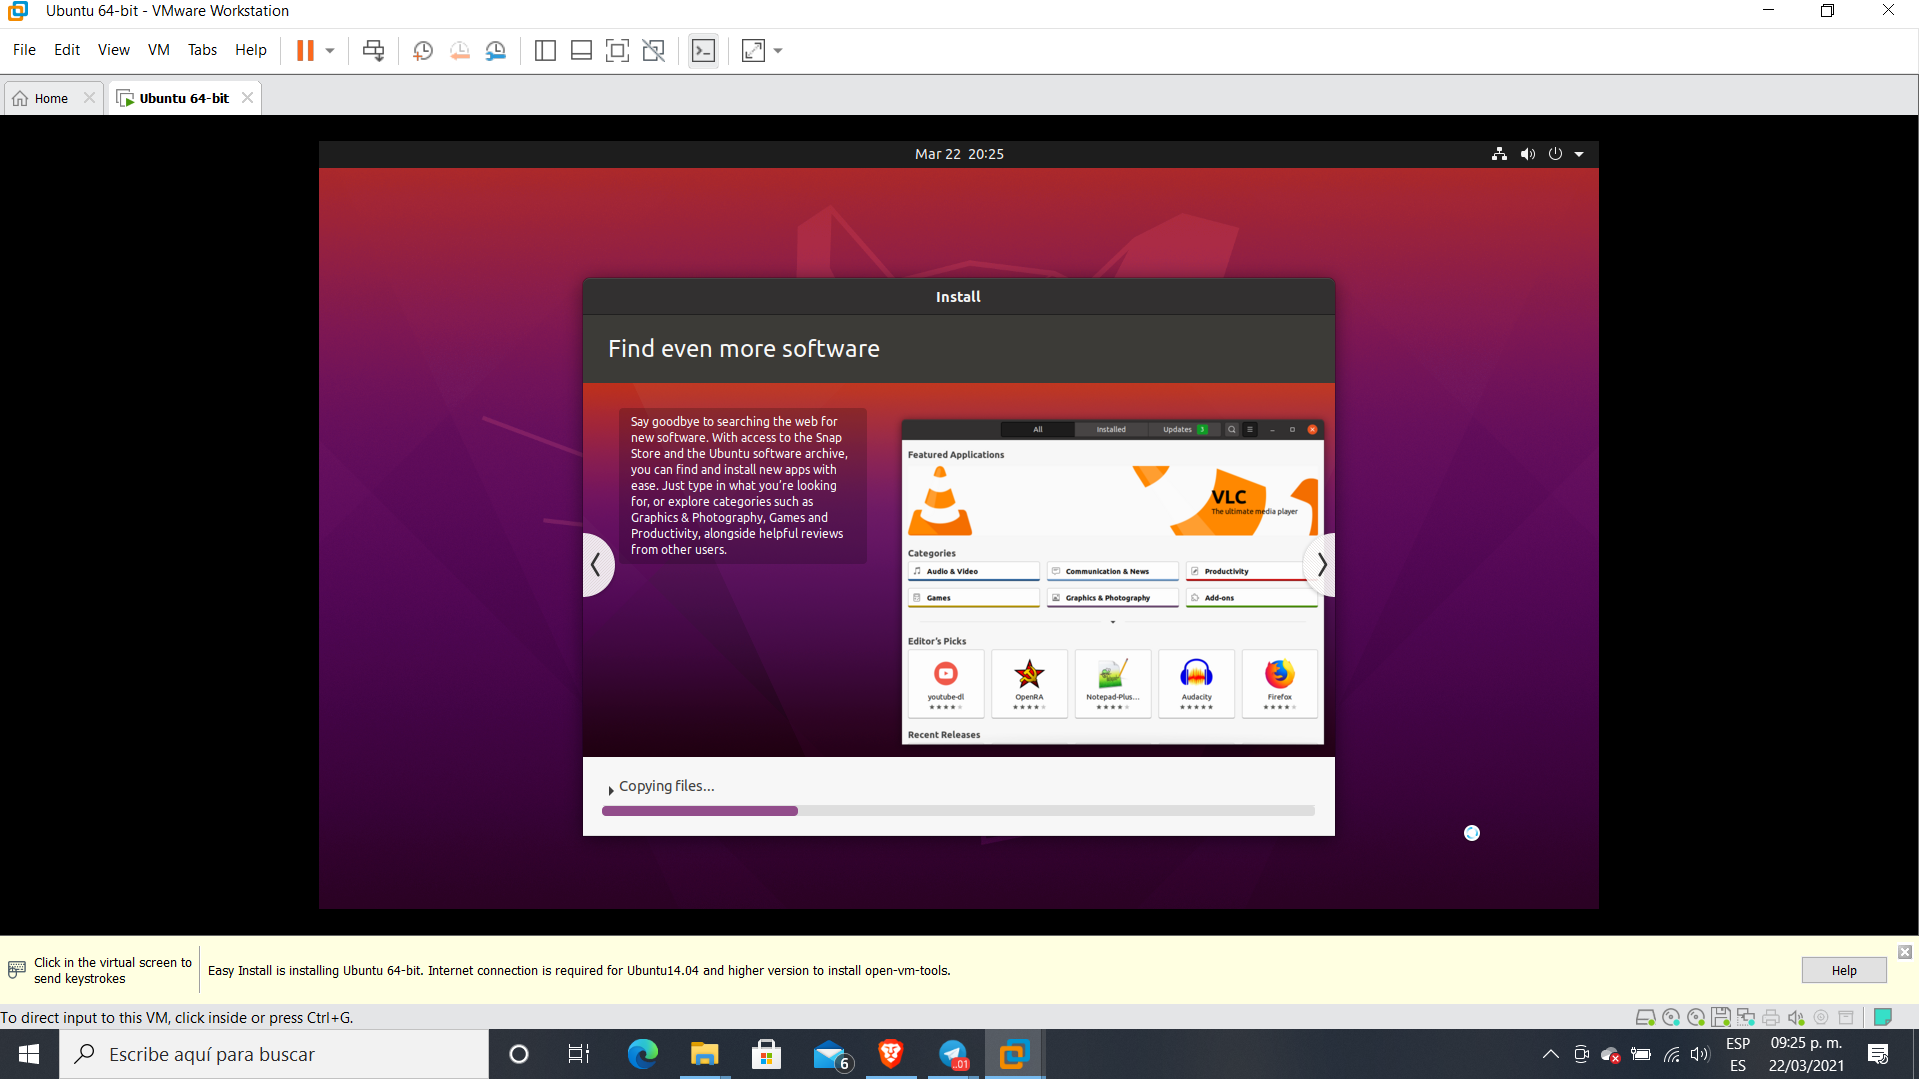 Ubuntu 64-bit - VMware Workstation
File Edit View VM Tabs Help
Home
Ubuntu 64-bit
Mar 22 20:25
Install
Find even more software
Say goodbye to searching the web for
new software. With access to the Snap
Store and the Ubuntu software archive,
you can find and install new apps with
ease. Just type in what you're looking
for, or explore categories such as
Graphics & Photography, Games and
Productivity, alongside helpful reviews
from other users.
All Installed Updates 3
Featured Applications
VLC
The ultimate media player
Categories
Audio & Video Communication & News Productivity
Games Graphics & Photography Add-ons
Editor's Picks
youtube-dl OpenRA Notepad-Plus... Audacity Firefox
Recent Releases
Copying files...
Click in the virtual screen to
send keystrokes
Easy Install is installing Ubuntu 64-bit. Internet connection is required for Ubuntu14.04 and higher version to install open-vm-tools.
Help
To direct input to this VM, click inside or press Ctrl+G.
Escribe aquí para buscar
6
..01
ESP
ES
09:25 p. m.
22/03/2021